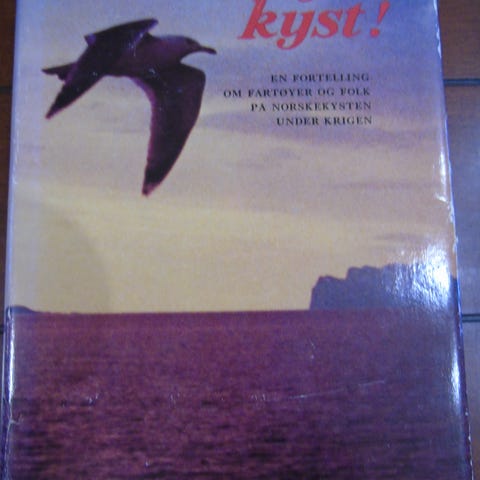 kyst!
EN FORTELLING
OM FARTØYER OG FOLK
PÅ NORSKEKYSTEN
UNDER KRIGEN